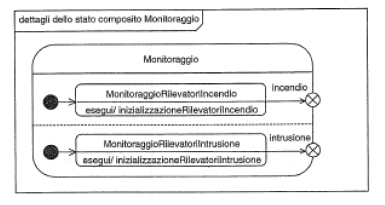 dettagli dello stato composito Monitoraggio
Monitoraggio
MonitoraggioRilevatoriIncendio
esegui/ inizializzazioneRilevatoriIncendio
incendio
MonitoraggioRilevatoriIntrusione
esegui/ inizializzazioneRilevatoriIntrusione
intrusione